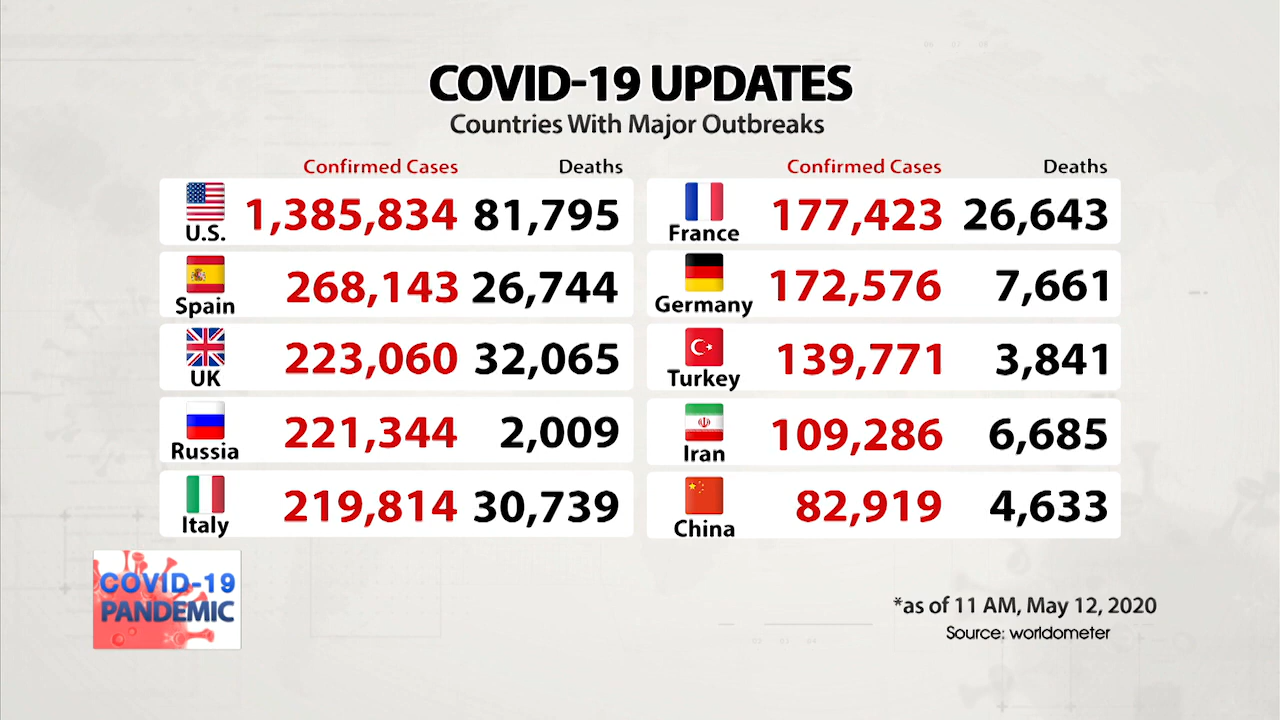 COVID-19 UPDATES
Countries With Major Outbreaks
Confirmed Cases Deaths
U.S. 1,385,834 81,795
Spain 268,143 26,744
UK 223,060 32,065
Russia 221,344 2,009
Italy 219,814 30,739
Confirmed Cases Deaths
France 177,423 26,643
Germany 172,576 7,661
Turkey 139,771 3,841
Iran 109,286 6,685
China 82,919 4,633
COVID-19
PANDEMIC
*as of 11 AM, May 12, 2020
Source: worldometer